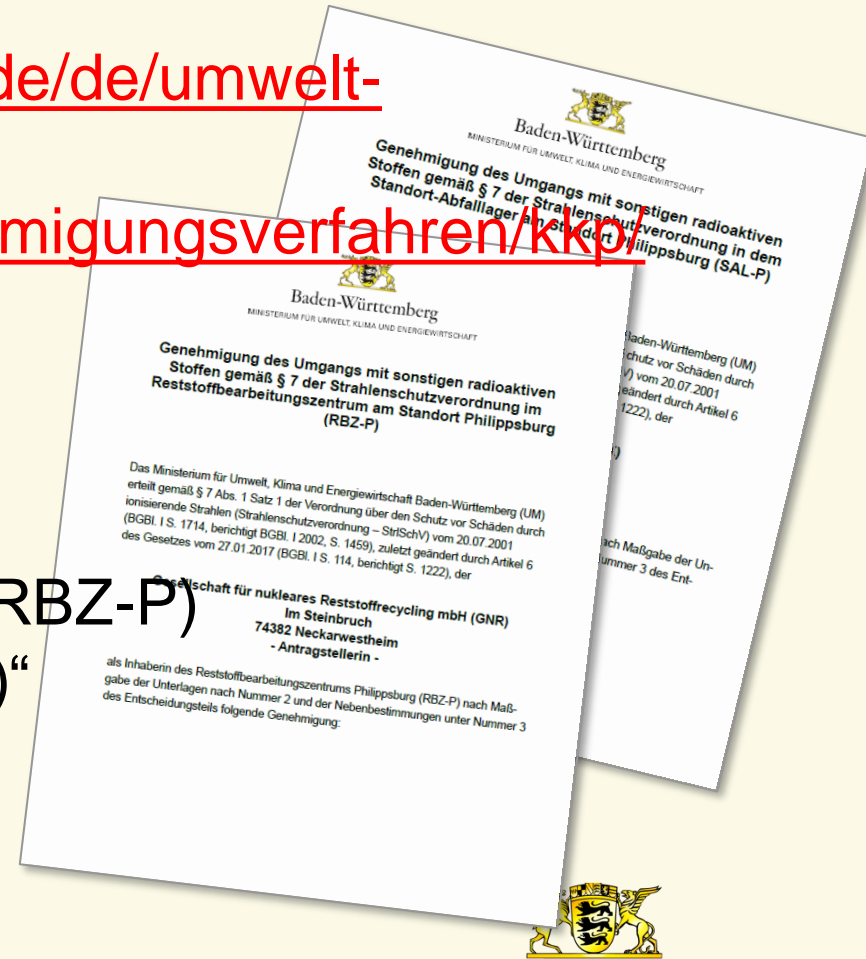 de/de/umwelt-
migungsverfahren/kkp/
RBZ-P)
)“
Baden-Württemberg
MINISTERIUM FÜR UMWELT, KLIMA UND ENERGIEWIRTSCHAFT
Genehmigung des Umgangs mit sonstigen radioaktiven
Stoffen gemäß § 7 der Strahlenschutzverordnung in dem
Standort-Abfalllager am Standort Philippsburg (SAL-P)
Baden-Württemberg (UM)
chutz vor Schäden durch
V) vom 20.07.2001
geändert durch Artikel 6
1222), der
)
ach Maßgabe der Un-
ummer 3 des Ent-
Baden-Württemberg
MINISTERIUM FÜR UMWELT, KLIMA UND ENERGIEWIRTSCHAFT
Genehmigung des Umgangs mit sonstigen radioaktiven
Stoffen gemäß § 7 der Strahlenschutzverordnung im
Reststoffbearbeitungszentrum am Standort Philippsburg
(RBZ-P)
Das Ministerium für Umwelt, Klima und Energiewirtschaft Baden-Württemberg (UM)
erteilt gemäß § 7 Abs. 1 Satz 1 der Verordnung über den Schutz vor Schäden durch
ionisierende Strahlen (Strahlenschutzverordnung – StrlSchV) vom 20.07.2001
(BGBl. I S. 1714, berichtigt BGBl. I 2002, S. 1459), zuletzt geändert durch Artikel 6
des Gesetzes vom 27.01.2017 (BGBl. I S. 114, berichtigt S. 1222), der
Gesellschaft für nukleares Reststoffrecycling mbH (GNR)
Im Steinbruch
74382 Neckarwestheim
- Antragstellerin -
als Inhaberin des Reststoffbearbeitungszentrums Philippsburg (RBZ-P) nach Maß-
gabe der Unterlagen nach Nummer 2 und der Nebenbestimmungen unter Nummer 3
des Entscheidungsteils folgende Genehmigung: